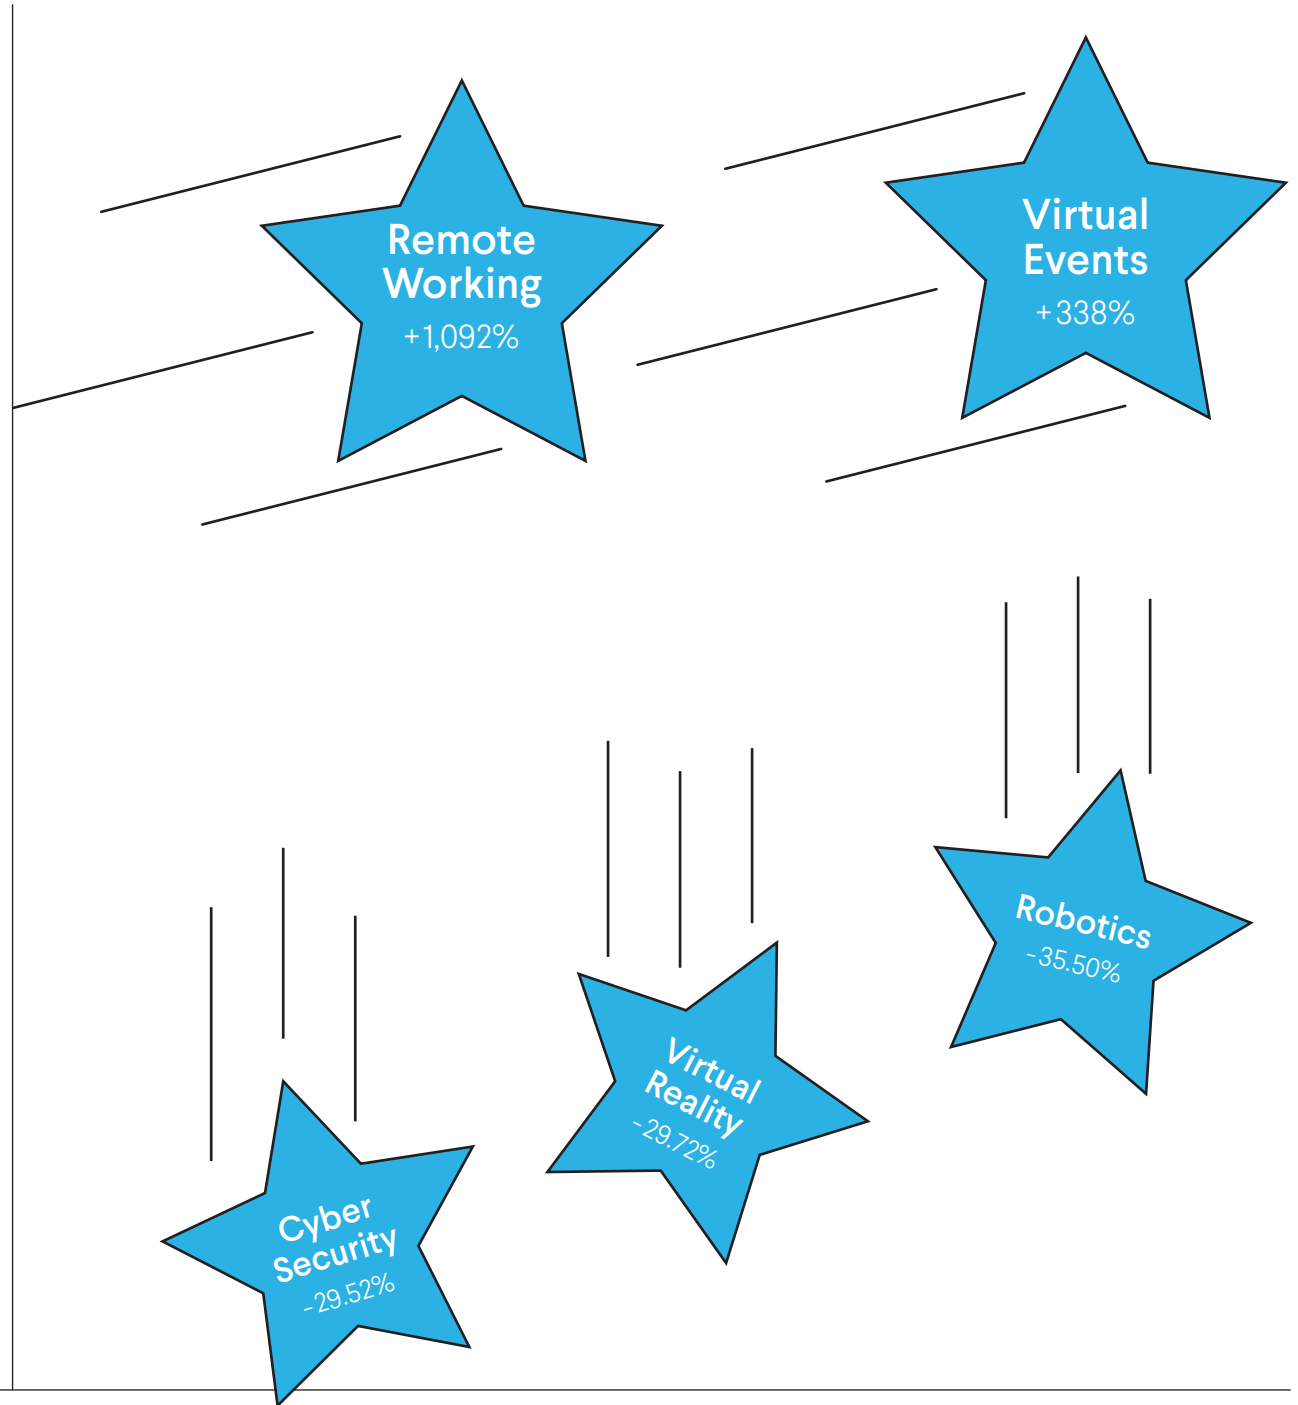 Remote
Working
+1,092%
Virtual
Events
+338%
Robotics
-35.50%
Virtual
Reality
-29.72%
Cyber
Security
-29.52%